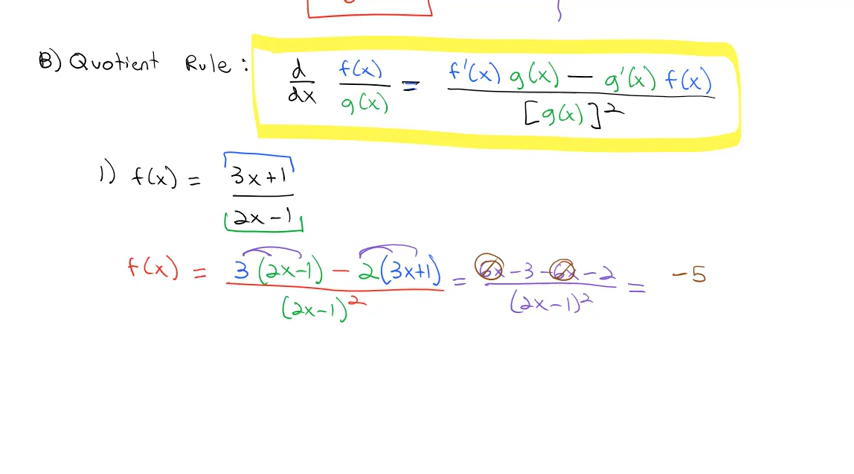 B) Quotient Rule: d/dx f(x)/g(x) = f'(x) g(x) − g'(x) f(x) / [g(x)]²
1) f(x) = 3x+1 / 2x−1
f(x) = 3(2x−1) − 2(3x+1) / (2x−1)² = 6x−3−6x−2 / (2x−1)² = −5